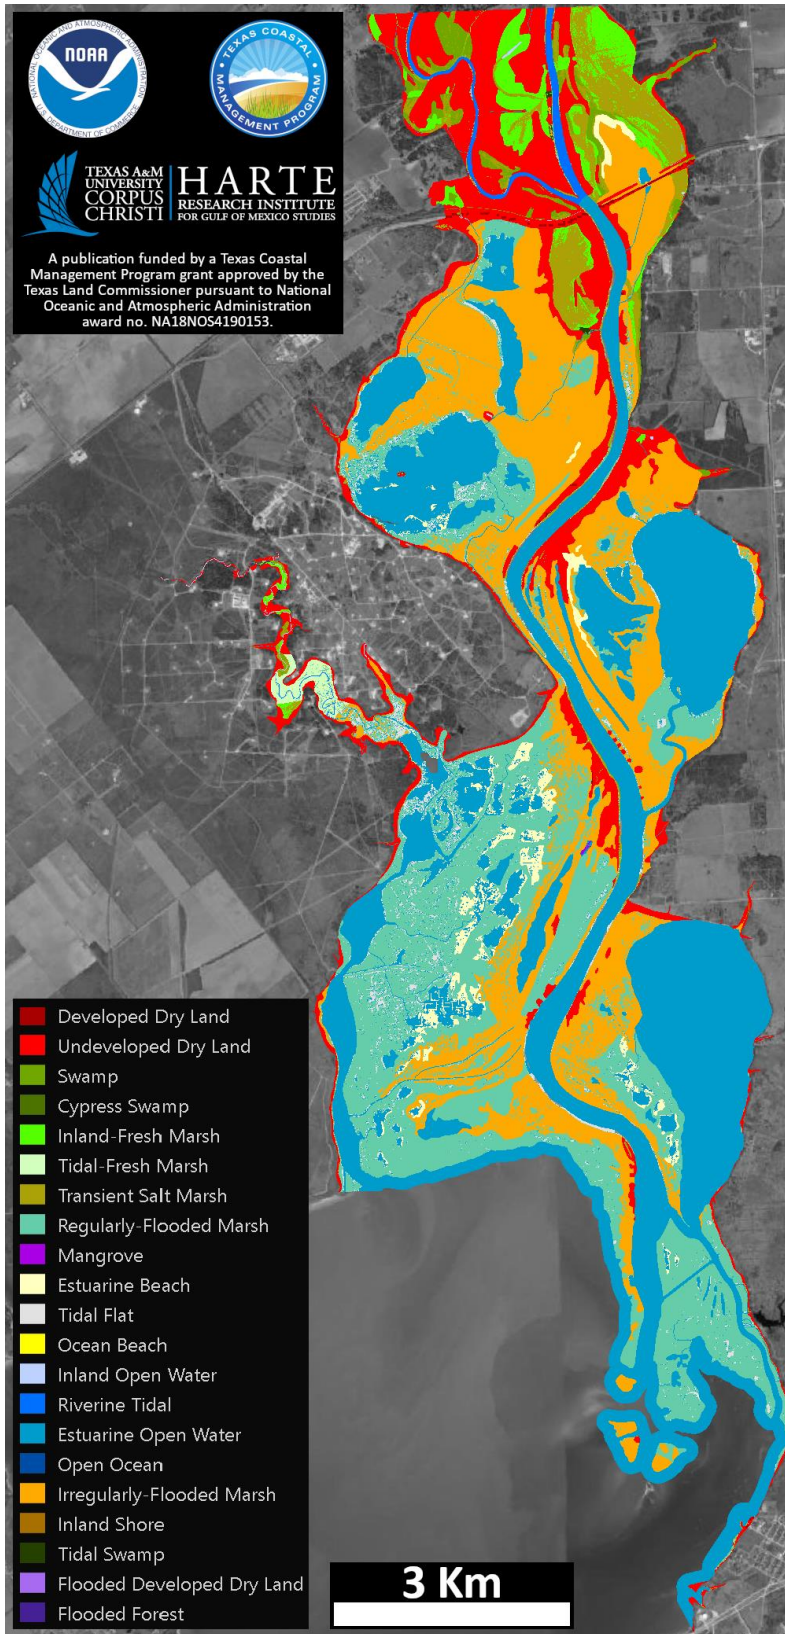 NATIONAL OCEANIC AND ATMOSPHERIC ADMINISTRATION
NOAA
U.S. DEPARTMENT OF COMMERCE
TEXAS COASTAL
MANAGEMENT PROGRAM
TEXAS A&M
UNIVERSITY
CORPUS
CHRISTI
HARTE
RESEARCH INSTITUTE
FOR GULF OF MEXICO STUDIES
A publication funded by a Texas Coastal
Management Program grant approved by the
Texas Land Commissioner pursuant to National
Oceanic and Atmospheric Administration
award no. NA18NOS4190153.
Developed Dry Land
Undeveloped Dry Land
Swamp
Cypress Swamp
Inland-Fresh Marsh
Tidal-Fresh Marsh
Transient Salt Marsh
Regularly-Flooded Marsh
Mangrove
Estuarine Beach
Tidal Flat
Ocean Beach
Inland Open Water
Riverine Tidal
Estuarine Open Water
Open Ocean
Irregularly-Flooded Marsh
Inland Shore
Tidal Swamp
Flooded Developed Dry Land
Flooded Forest
3 Km